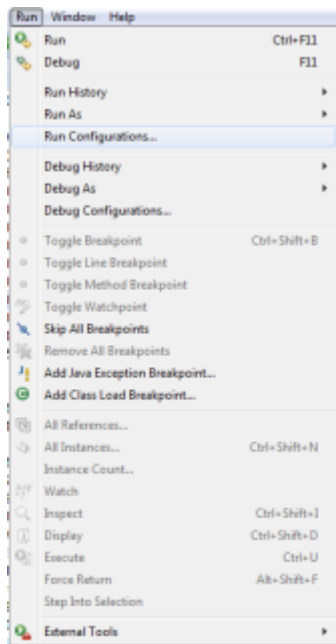 Run Window Help
Run Ctrl+F11
Debug F11
Run History
Run As
Run Configurations...
Debug History
Debug As
Debug Configurations...
Toggle Breakpoint Ctrl+Shift+B
Toggle Line Breakpoint
Toggle Method Breakpoint
Toggle Watchpoint
Skip All Breakpoints
Remove All Breakpoints
Add Java Exception Breakpoint...
Add Class Load Breakpoint...
All References...
All Instances... Ctrl+Shift+N
Instance Count...
Watch
Inspect Ctrl+Shift+I
Display Ctrl+Shift+D
Execute Ctrl+U
Force Return Alt+Shift+F
Step Into Selection
External Tools